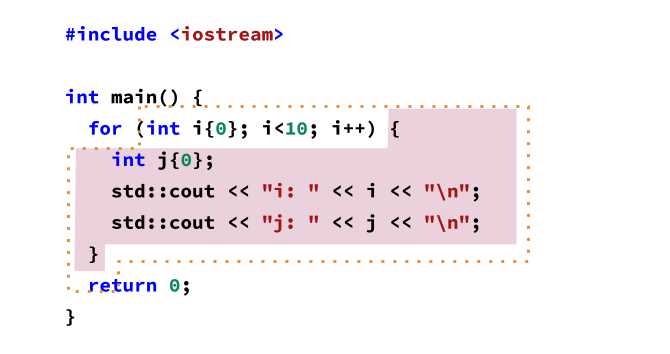 #include <iostream>

int main() {
  for (int i{0}; i<10; i++) {
    int j{0};
    std::cout << "i: " << i << "\n";
    std::cout << "j: " << j << "\n";
  }
  return 0;
}